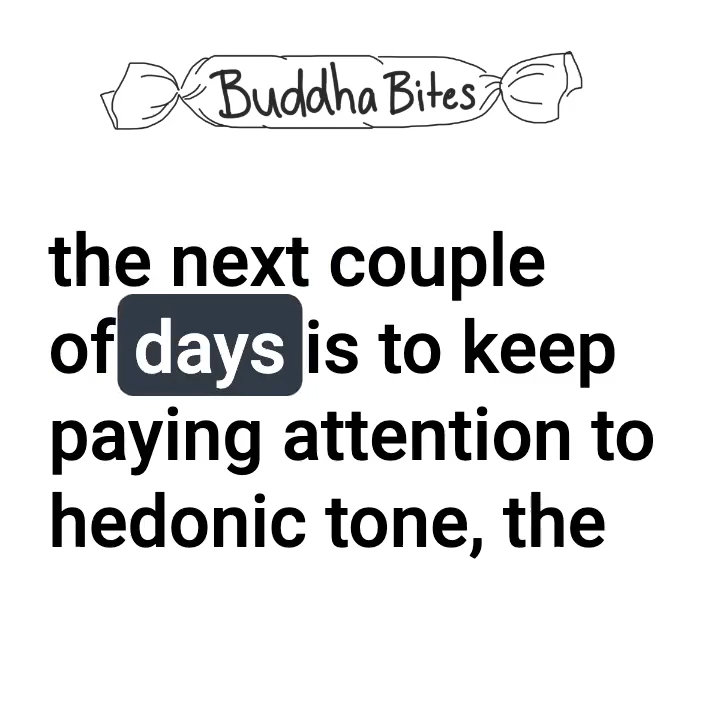 Buddha Bites
the next couple
of days is to keep
paying attention to
hedonic tone, the